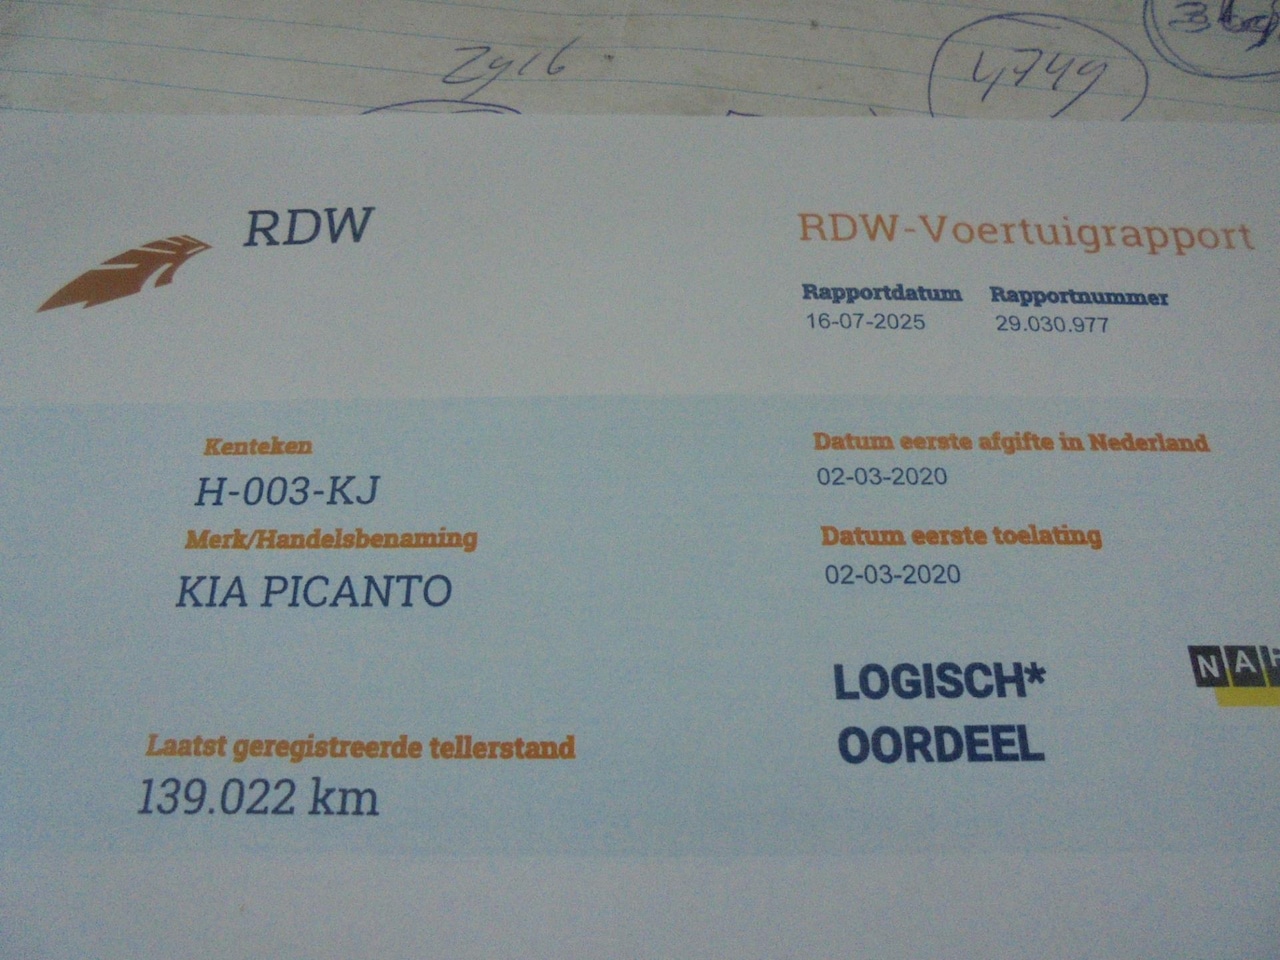 4749
RDW
RDW-Voertuigrapport
Rapportdatum Rapportnummer
16-07-2025 29.030.977
Kenteken
H-003-KJ
Merk/Handelsbenaming
KIA PICANTO
Datum eerste afgifte in Nederland
02-03-2020
Datum eerste toelating
02-03-2020
LOGISCH*
OORDEEL
NAP
Laatst geregistreerde tellerstand
139.022 km